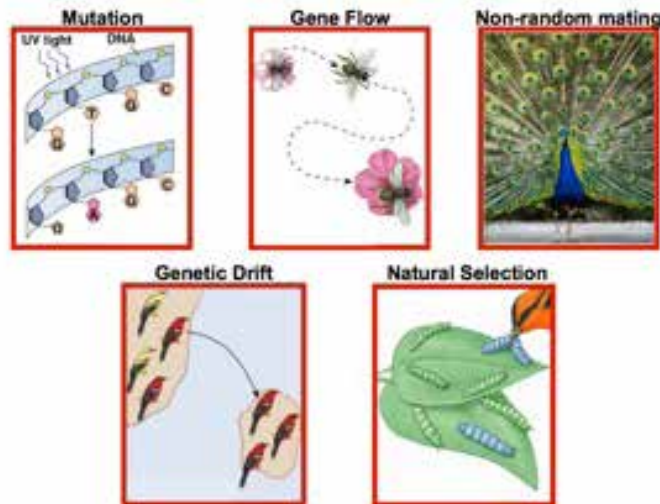 Mutation
Gene Flow
Non-random mating
UV light
DNA
G
T
G
C
G
A
G
C
Genetic Drift
Natural Selection